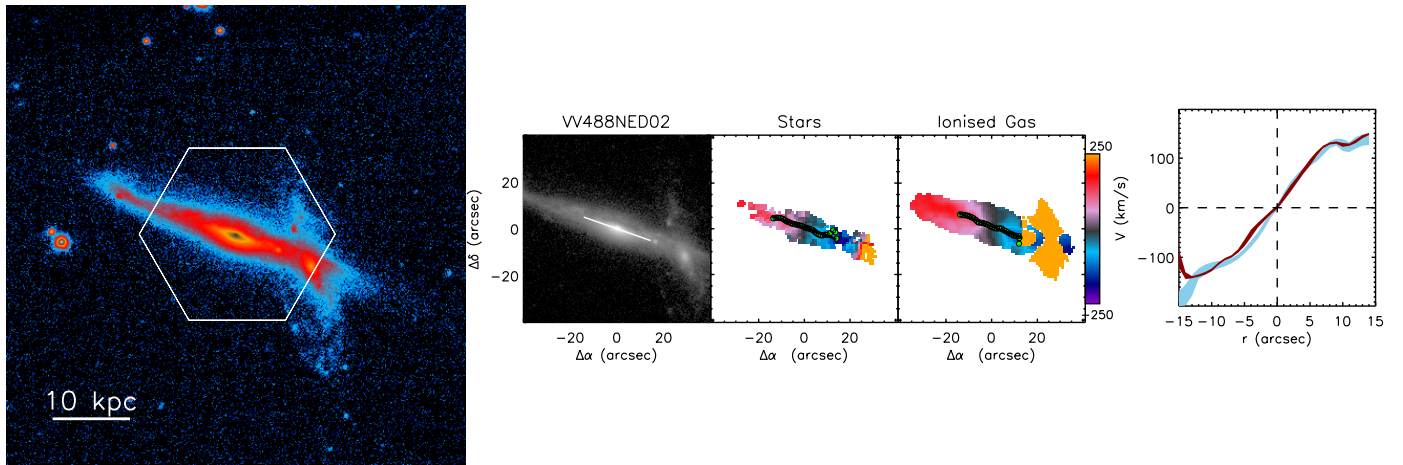 10 kpc
VV488NED02
Stars
Ionised Gas
Δδ (arcsec)
20
0
−20
−20 0 20
Δα (arcsec)
−20 0 20
Δα (arcsec)
−20 0 20
Δα (arcsec)
250
250
V (km/s)
100
0
−100
−15 −10 −5 0 5 10 15
r (arcsec)